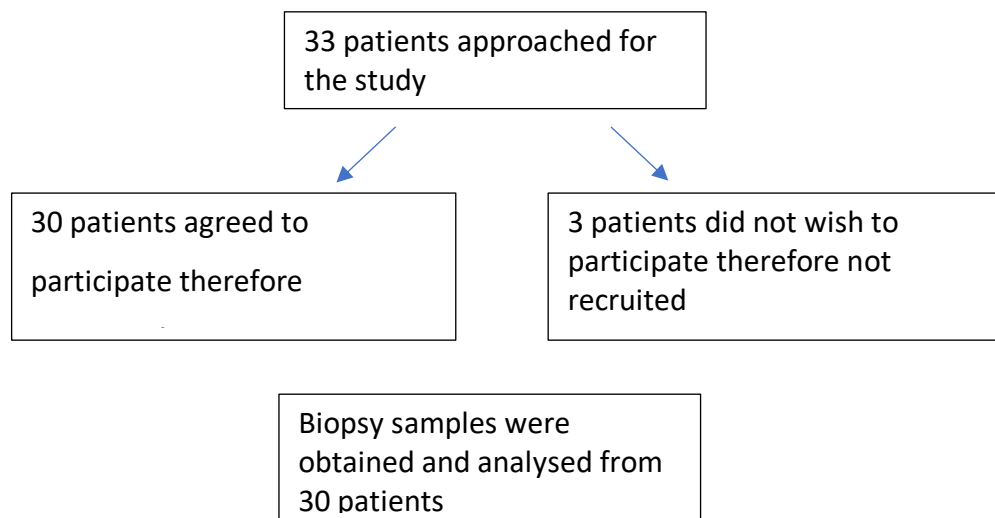 33 patients approached for
the study
30 patients agreed to
participate therefore
3 patients did not wish to
participate therefore not
recruited
Biopsy samples were
obtained and analysed from
30 patients